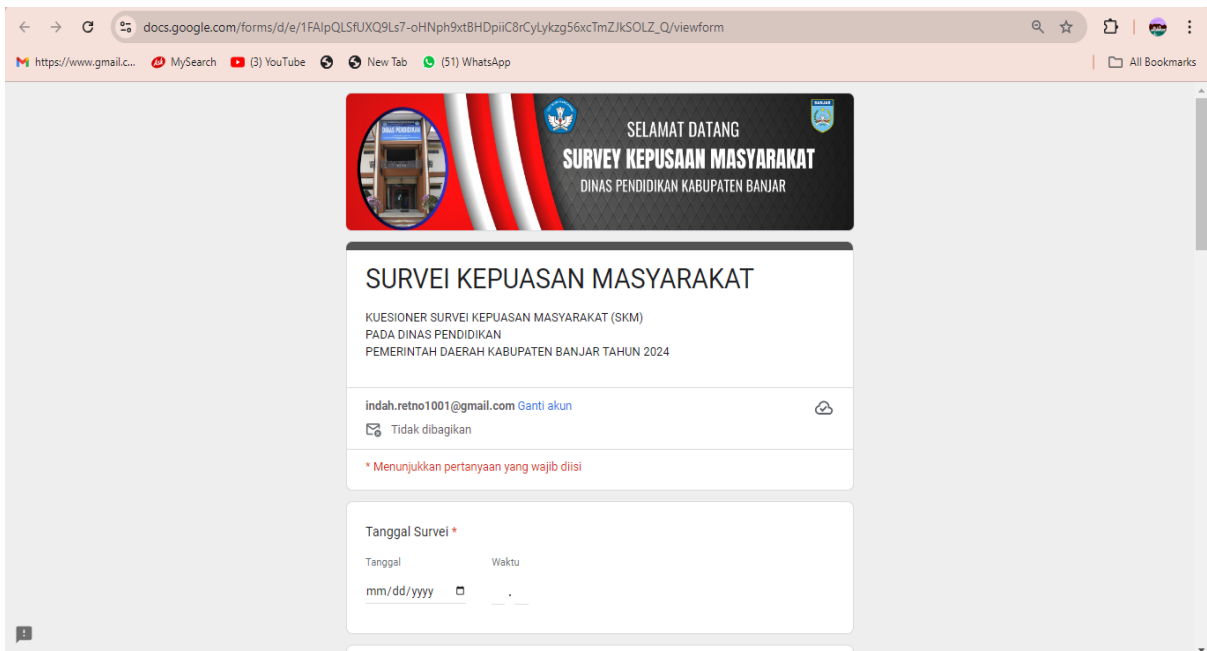 docs.google.com/forms/d/e/1FAIpQLSfUXQ9Ls7-oHNph9xtBHDpiiC8rCyLykzg56xcTmZJkSOLZ_Q/viewform
https://www.gmail.c... MySearch (3) YouTube New Tab (51) WhatsApp All Bookmarks
DINAS PENDIDIKAN
BANJAR
SELAMAT DATANG
SURVEY KEPUSAAN MASYARAKAT
DINAS PENDIDIKAN KABUPATEN BANJAR
SURVEI KEPUASAN MASYARAKAT
KUESIONER SURVEI KEPUASAN MASYARAKAT (SKM)
PADA DINAS PENDIDIKAN
PEMERINTAH DAERAH KABUPATEN BANJAR TAHUN 2024
indah.retno1001@gmail.com Ganti akun
Tidak dibagikan
* Menunjukkan pertanyaan yang wajib diisi
Tanggal Survei *
Tanggal Waktu
mm/dd/yyyy .